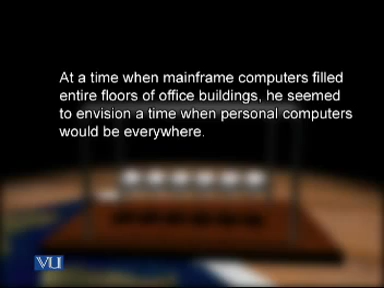 At a time when mainframe computers filled
entire floors of office buildings, he seemed
to envision a time when personal computers
would be everywhere.
VU